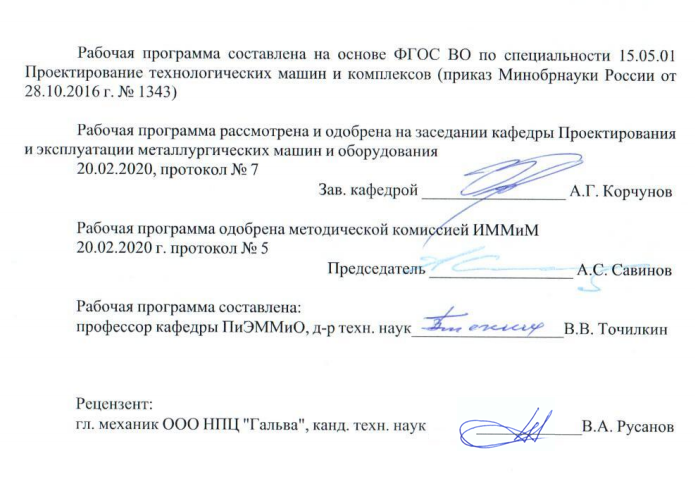 Рабочая программа составлена на основе ФГОС ВО по специальности 15.05.01
Проектирование технологических машин и комплексов (приказ Минобрнауки России от
28.10.2016 г. № 1343)
Рабочая программа рассмотрена и одобрена на заседании кафедры Проектирования
и эксплуатации металлургических машин и оборудования
20.02.2020, протокол № 7
Зав. кафедрой А.Г. Корчунов
Рабочая программа одобрена методической комиссией ИММиМ
20.02.2020 г. протокол № 5
Председатель А.С. Савинов
Рабочая программа составлена:
профессор кафедры ПиЭММиО, д-р техн. наук В.В. Точилкин
Рецензент:
гл. механик ООО НПЦ "Гальва", канд. техн. наук В.А. Русанов